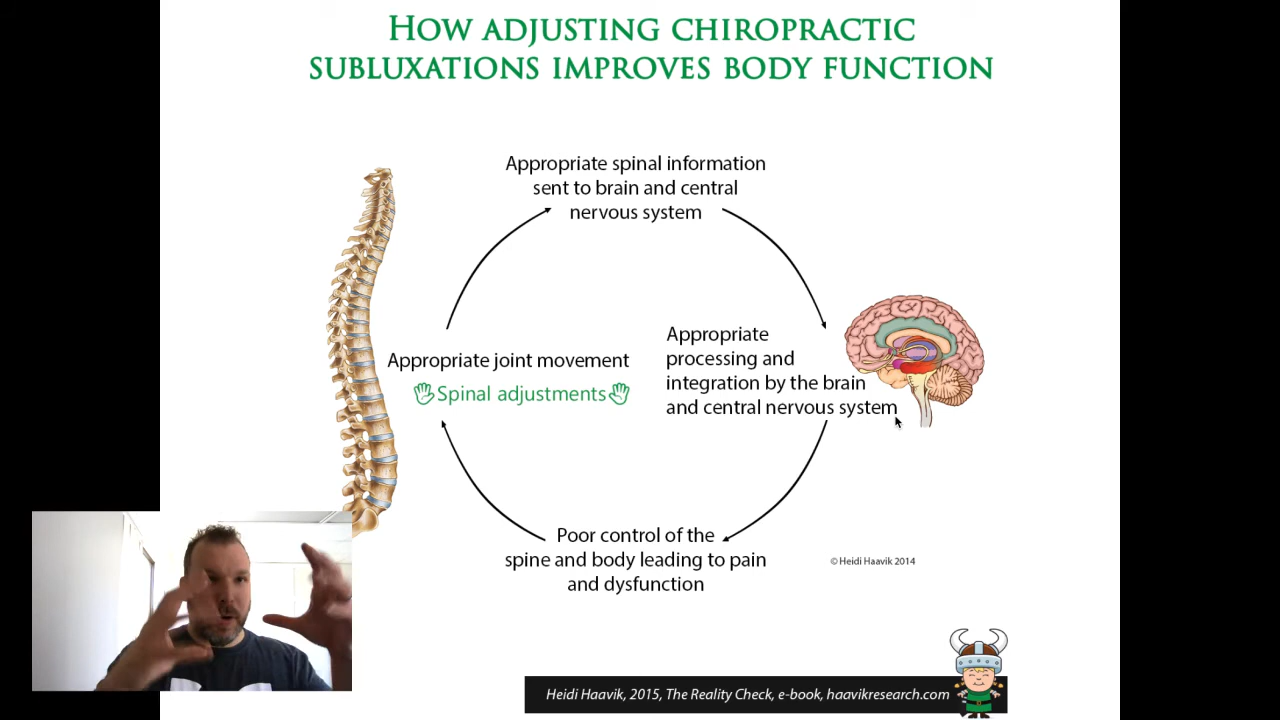 HOW ADJUSTING CHIROPRACTIC
SUBLUXATIONS IMPROVES BODY FUNCTION
Appropriate spinal information
sent to brain and central
nervous system
Appropriate joint movement
Spinal adjustments
Appropriate
processing and
integration by the brain
and central nervous system
Poor control of the
spine and body leading to pain
and dysfunction
© Heidi Haavik 2014
Heidi Haavik, 2015, The Reality Check, e-book, haavikresearch.com